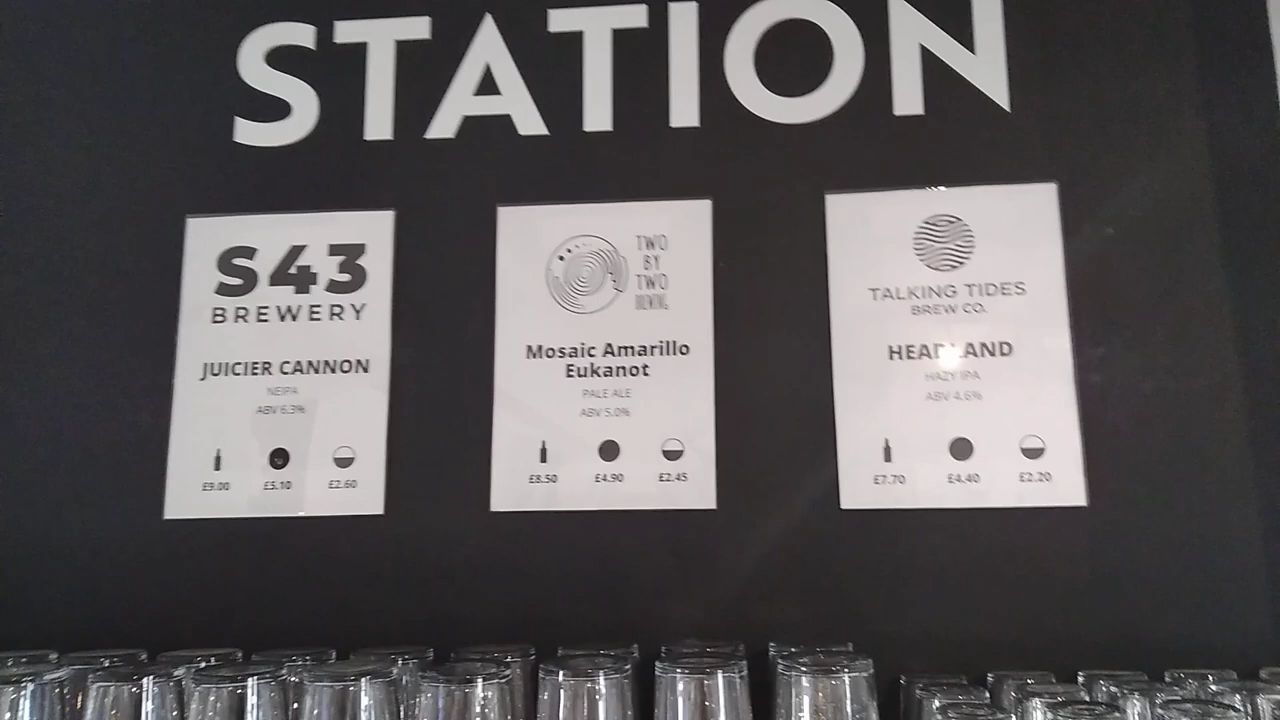 STATION
S43
BREWERY
JUICIER CANNON
NEIPA
ABV 6.3%
£9.00 £5.10 £2.60
TWO
BY
TWO
BREWING
Mosaic Amarillo
Eukanot
PALE ALE
ABV 5.0%
£8.50 £4.90 £2.45
TALKING TIDES
BREW CO.
HEADLAND
HAZY IPA
ABV 4.6%
£7.70 £4.40 £2.20